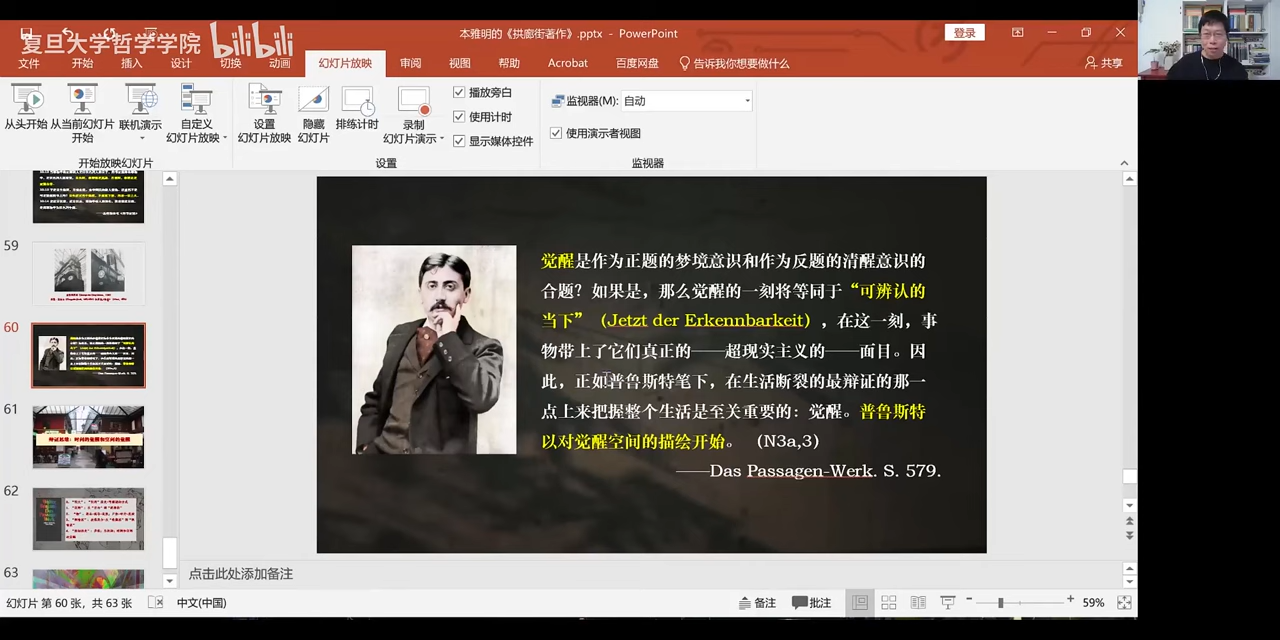 复旦大学哲学学院 bilibili
本雅明的《拱廊街著作》.pptx - PowerPoint
登录
文件 开始 插入 设计 切换 动画 幻灯片放映 审阅 视图 帮助 Acrobat 百度网盘 告诉我你想要做什么
共享
从头开始 从当前幻灯片开始 联机演示 自定义幻灯片放映
设置幻灯片放映 隐藏幻灯片 排练计时 录制幻灯片演示
播放旁白
使用计时
显示媒体控件
监视器(M): 自动
使用演示者视图
开始放映幻灯片 设置 监视器
59
60
61
辩证意象:时间的星丛和空间的星丛
62
63
觉醒是作为正题的梦境意识和作为反题的清醒意识的
合题?如果是,那么觉醒的一刻将等同于“可辨认的
当下”(Jetzt der Erkennbarkeit),在这一刻,事
物带上了它们真正的——超现实主义的——面目。因
此,正如普鲁斯特笔下,在生活断裂的最辩证的那一
点上来把握整个生活是至关重要的:觉醒。普鲁斯特
以对觉醒空间的描绘开始。(N3a,3)
——Das Passagen-Werk. S. 579.
点击此处添加备注
幻灯片 第 60 张,共 63 张 中文(中国) 备注 批注 59%